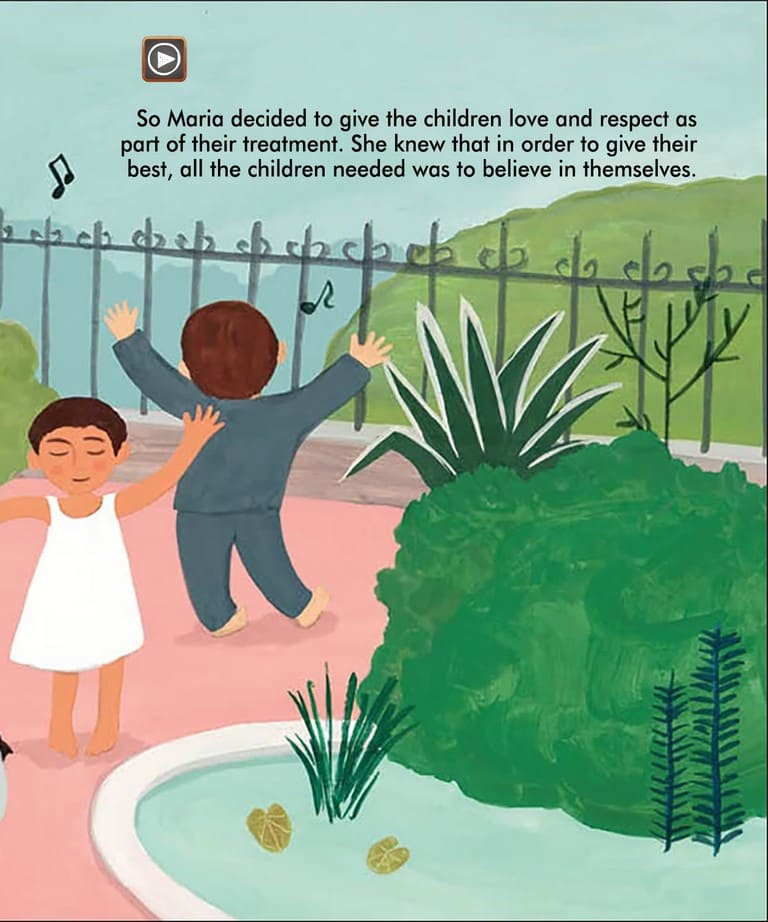 So Maria decided to give the children love and respect as
part of their treatment. She knew that in order to give their
best, all the children needed was to believe in themselves.